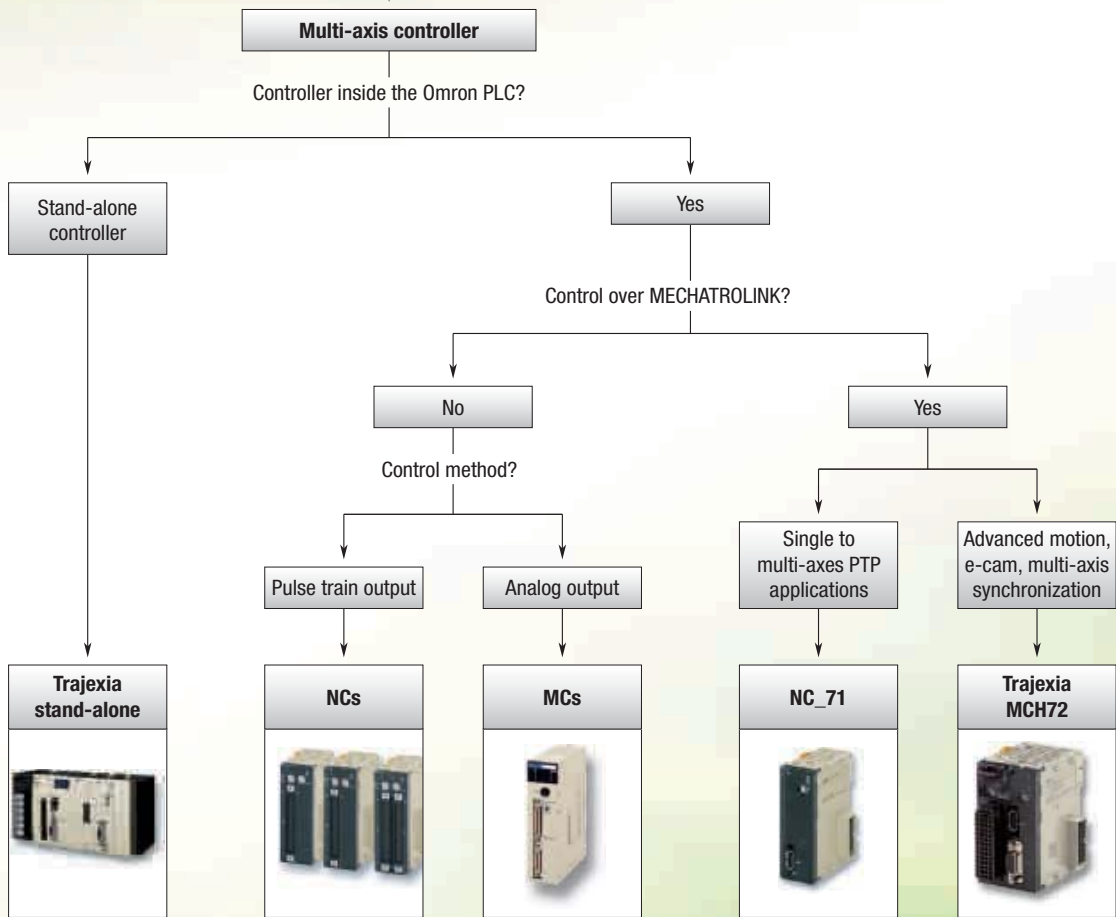 Multi-axis controller
Controller inside the Omron PLC?
Stand-alone
controller
Yes
Control over MECHATROLINK?
No
Yes
Control method?
Pulse train output
Analog output
Single to
multi-axes PTP
applications
Advanced motion,
e-cam, multi-axis
synchronization
Trajexia
stand-alone
NCs
MCs
NC_71
Trajexia
MCH72